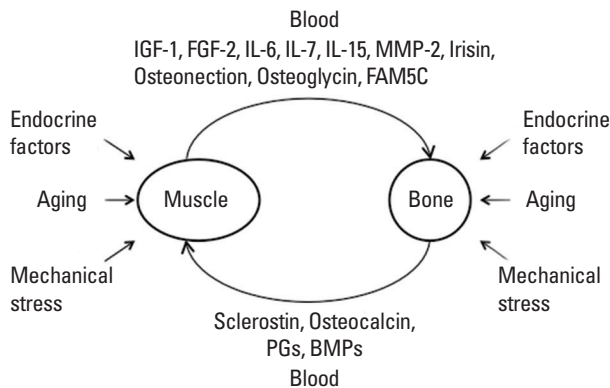 Blood
IGF-1, FGF-2, IL-6, IL-7, IL-15, MMP-2, Irisin,
Osteonection, Osteoglycin, FAM5C
Endocrine
factors
Endocrine
factors
Aging
Muscle
Bone
Aging
Mechanical
stress
Mechanical
stress
Sclerostin, Osteocalcin,
PGs, BMPs
Blood